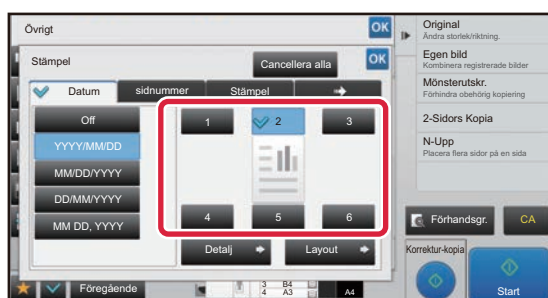 Övrigt
OK
Stämpel
Cancellera alla
OK
Datum
sidnummer
Stämpel
Off
YYYY/MM/DD
MM/DD/YYYY
DD/MM/YYYY
MM DD, YYYY
1
2
3
4
5
6
Detalj
Layout
Föregående
3 B4
4 A3
A4
Original
Ändra storlek/riktning.
Egen bild
Kombinera registrerade bilder
Mönsterutskr.
Förhindra obehörig kopiering
2-Sidors Kopia
N-Upp
Placera flera sidor på en sida
Förhandsgr.
CA
Korrektur-kopia
Start